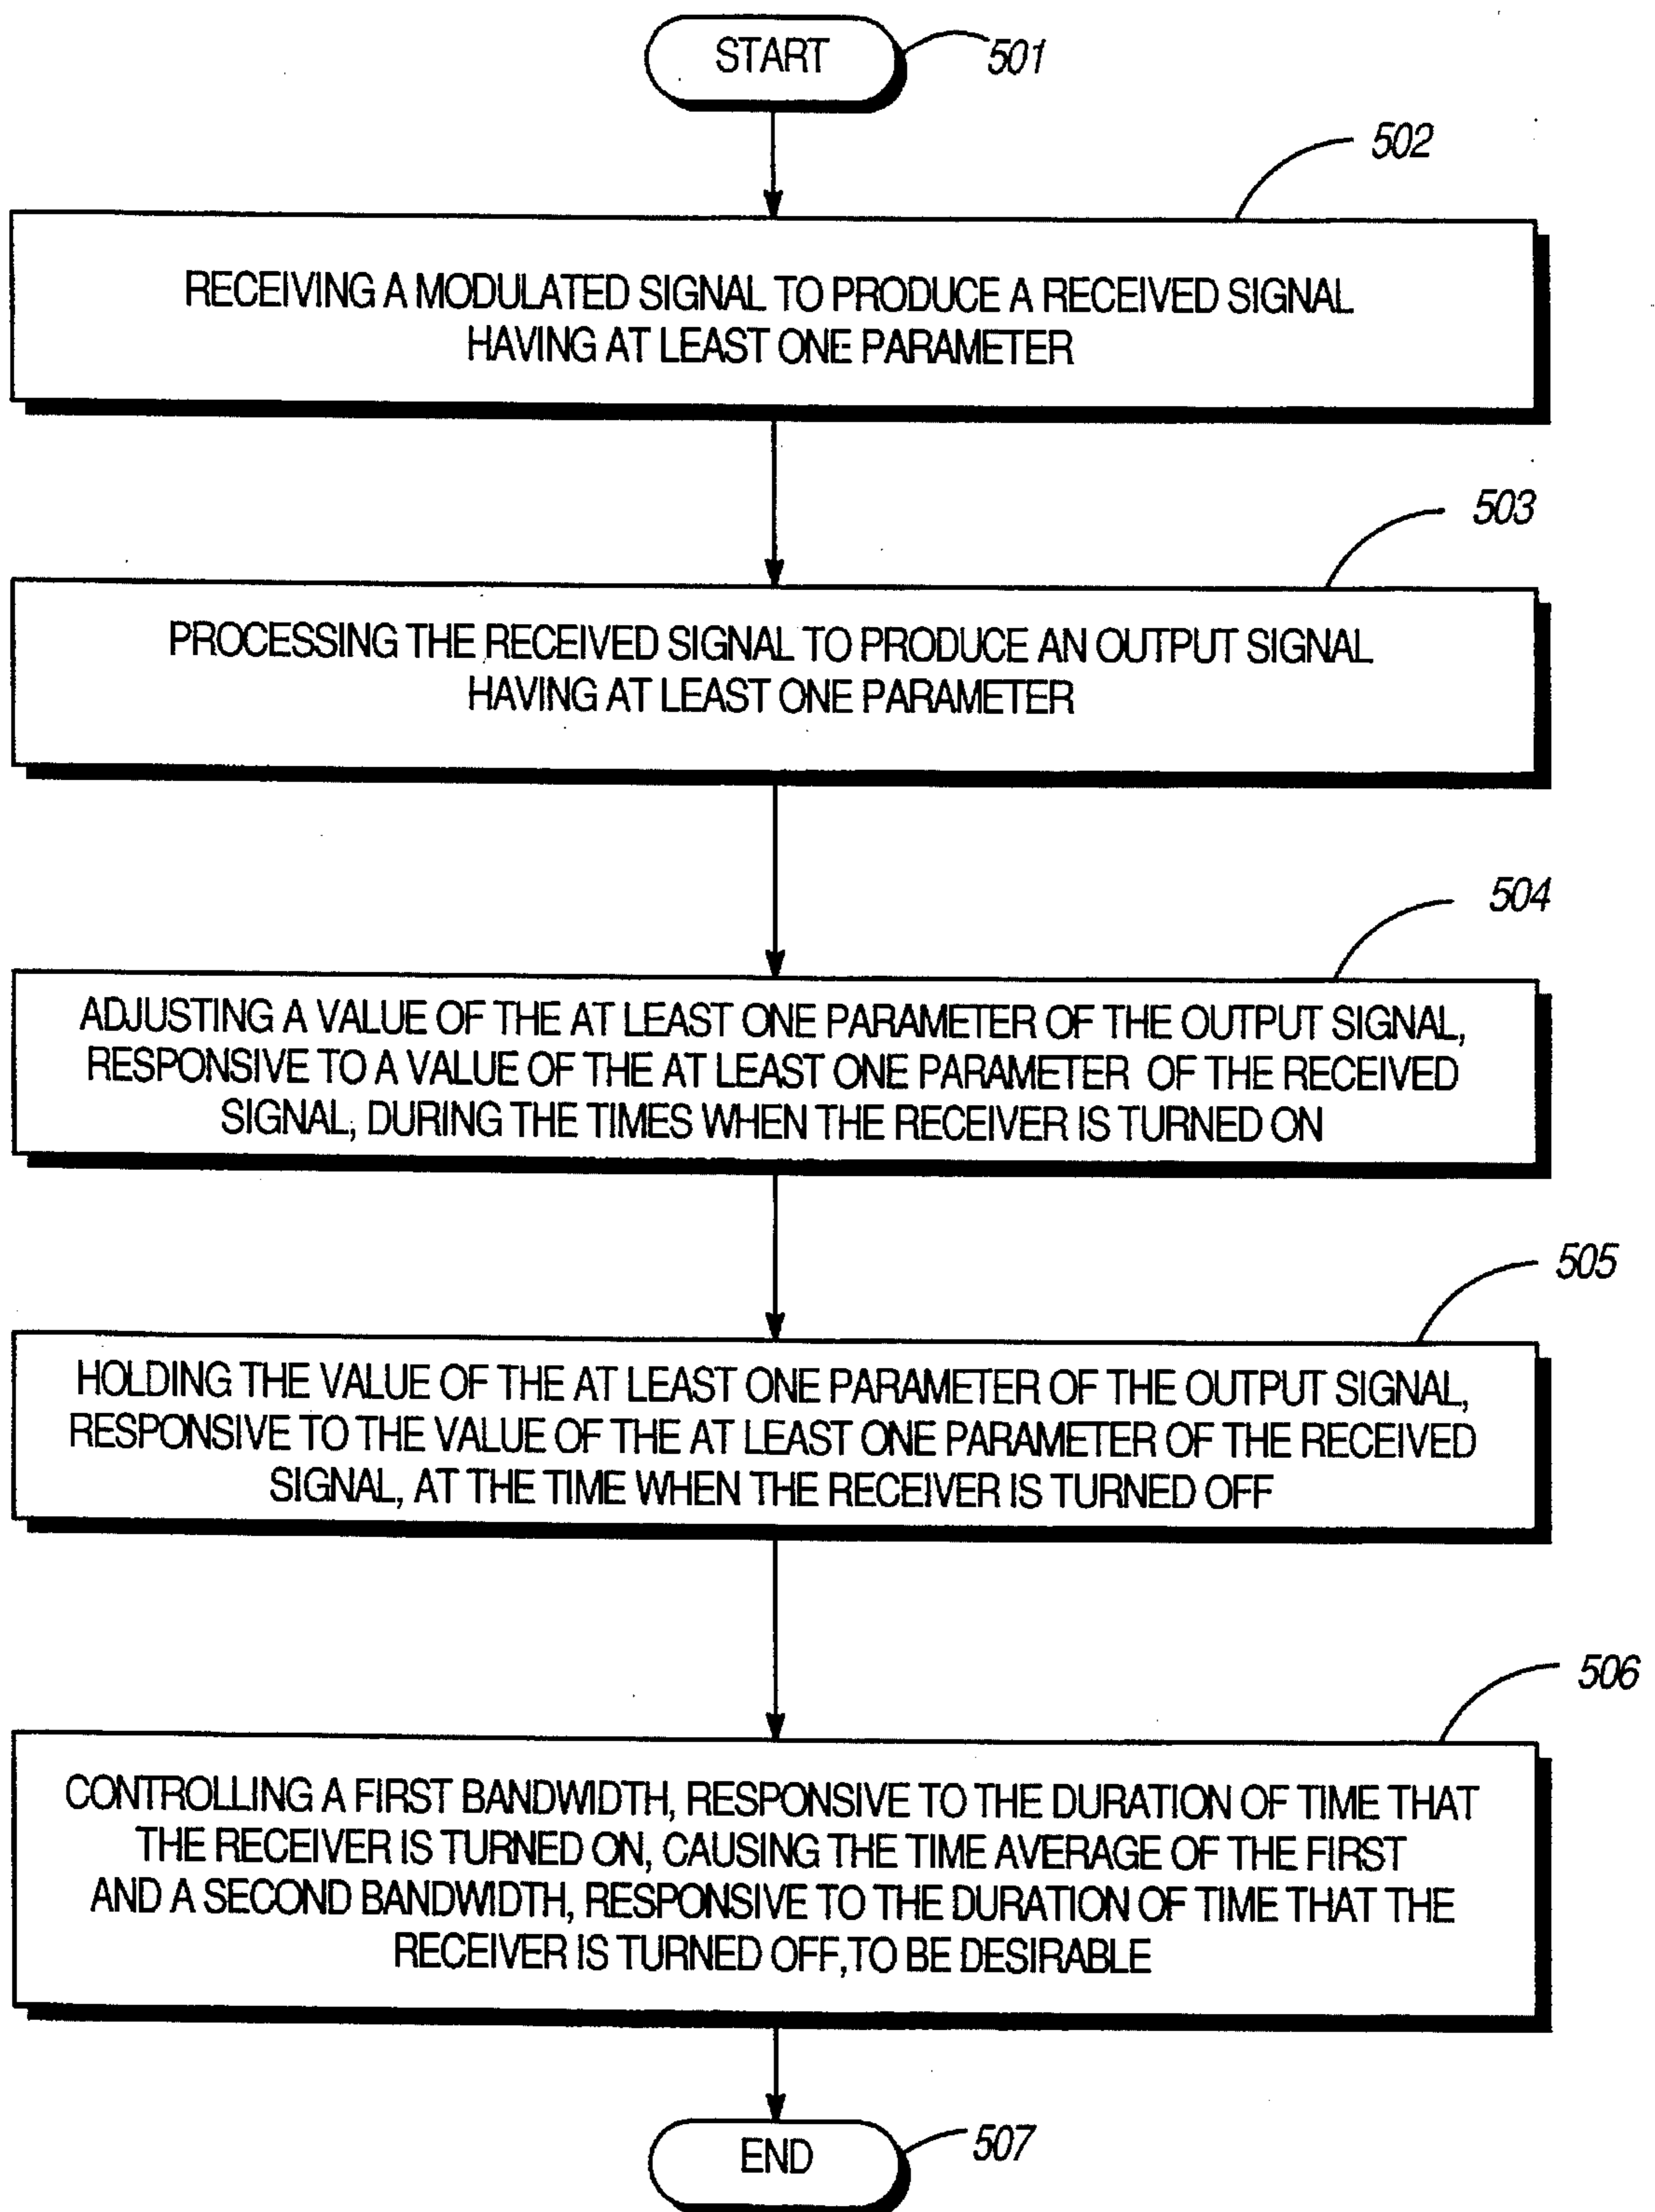 START
501
502
RECEIVING A MODULATED SIGNAL TO PRODUCE A RECEIVED SIGNAL
HAVING AT LEAST ONE PARAMETER
503
PROCESSING THE RECEIVED SIGNAL TO PRODUCE AN OUTPUT SIGNAL
HAVING AT LEAST ONE PARAMETER
504
ADJUSTING A VALUE OF THE AT LEAST ONE PARAMETER OF THE OUTPUT SIGNAL,
RESPONSIVE TO A VALUE OF THE AT LEAST ONE PARAMETER OF THE RECEIVED
SIGNAL, DURING THE TIMES WHEN THE RECEIVER IS TURNED ON
505
HOLDING THE VALUE OF THE AT LEAST ONE PARAMETER OF THE OUTPUT SIGNAL,
RESPONSIVE TO THE VALUE OF THE AT LEAST ONE PARAMETER OF THE RECEIVED
SIGNAL, AT THE TIME WHEN THE RECEIVER IS TURNED OFF
506
CONTROLLING A FIRST BANDWIDTH, RESPONSIVE TO THE DURATION OF TIME THAT
THE RECEIVER IS TURNED ON, CAUSING THE TIME AVERAGE OF THE FIRST
AND A SECOND BANDWIDTH, RESPONSIVE TO THE DURATION OF TIME THAT THE
RECEIVER IS TURNED OFF, TO BE DESIRABLE
END
507